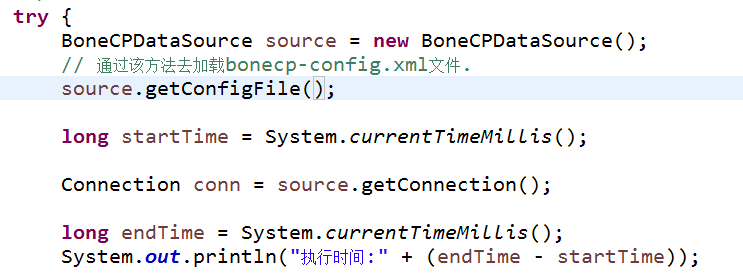 try {
BoneCPDataSource source = new BoneCPDataSource();
// 通过该方法去加载bonecp-config.xml文件.
source.getConfigFile();
long startTime = System.currentTimeMillis();
Connection conn = source.getConnection();
long endTime = System.currentTimeMillis();
System.out.println("执行时间:" + (endTime - startTime));